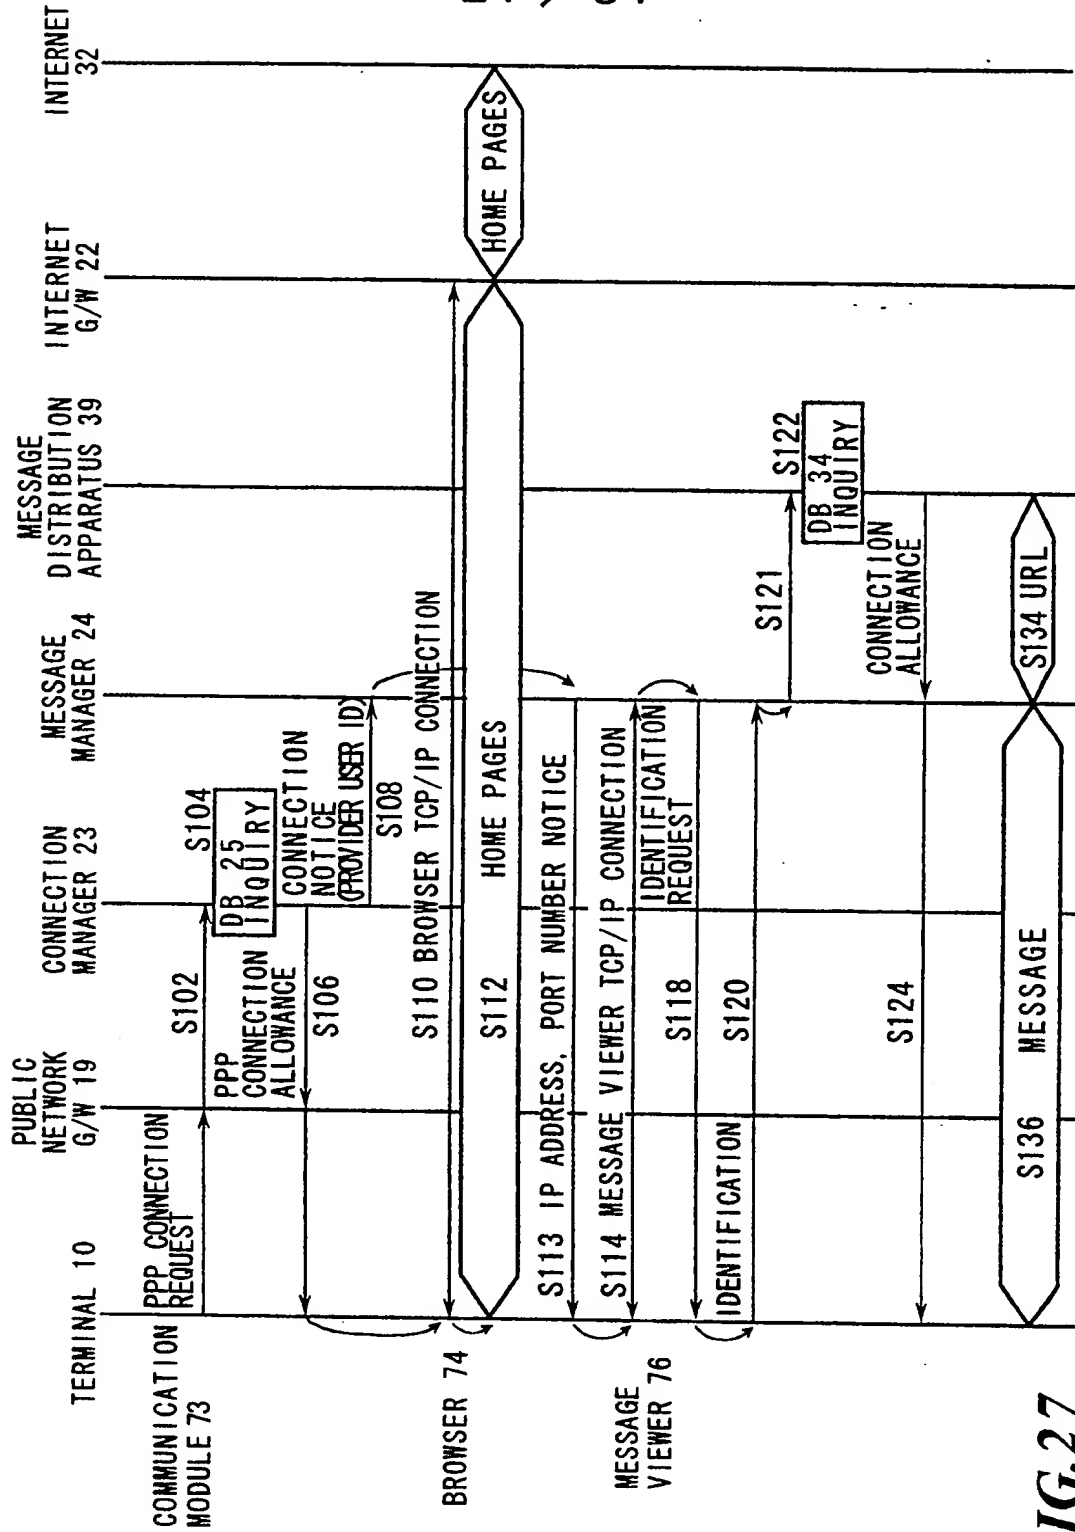 TERMINAL 10
PUBLIC
NETWORK
G/W 19
CONNECTION
MANAGER 23
MESSAGE
MANAGER 24
MESSAGE
DISTRIBUTION
APPARATUS 39
INTERNET
G/W 22
INTERNET
32
COMMUNICATION
MODULE 73
PPP CONNECTION
REQUEST
S102
S104
DB 25
INQUIRY
PPP
CONNECTION
ALLOWANCE
S106
CONNECTION
NOTICE
(PROVIDER USER ID)
S108
BROWSER 74
S110 BROWSER TCP/IP CONNECTION
S112 HOME PAGES
HOME PAGES
S113 IP ADDRESS, PORT NUMBER NOTICE
MESSAGE
VIEWER 76
S114 MESSAGE VIEWER TCP/IP CONNECTION
IDENTIFICATION
REQUEST
S118
IDENTIFICATION
S120
S121
S122
DB 34
INQUIRY
CONNECTION
ALLOWANCE
S124
S136 MESSAGE
S134 URL
IG.27